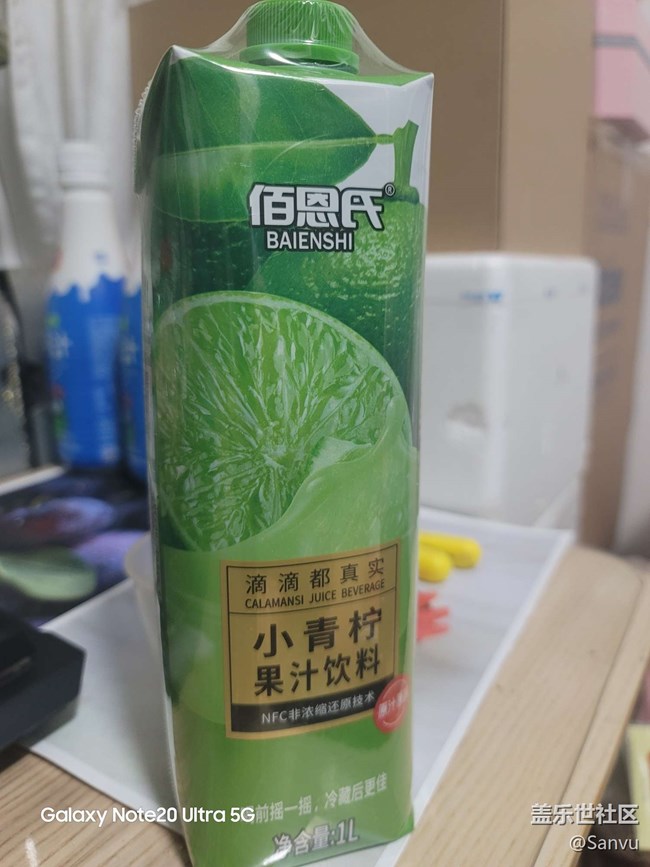 佰恩氏®
BAIENSHI
滴滴都真实
CALAMANSI JUICE BEVERAGE
小青柠
果汁饮料
NFC非浓缩还原技术
前摇一摇,冷藏后更佳
净含量:1L
Galaxy Note20 Ultra 5G
盖乐世社区
@Sanvu